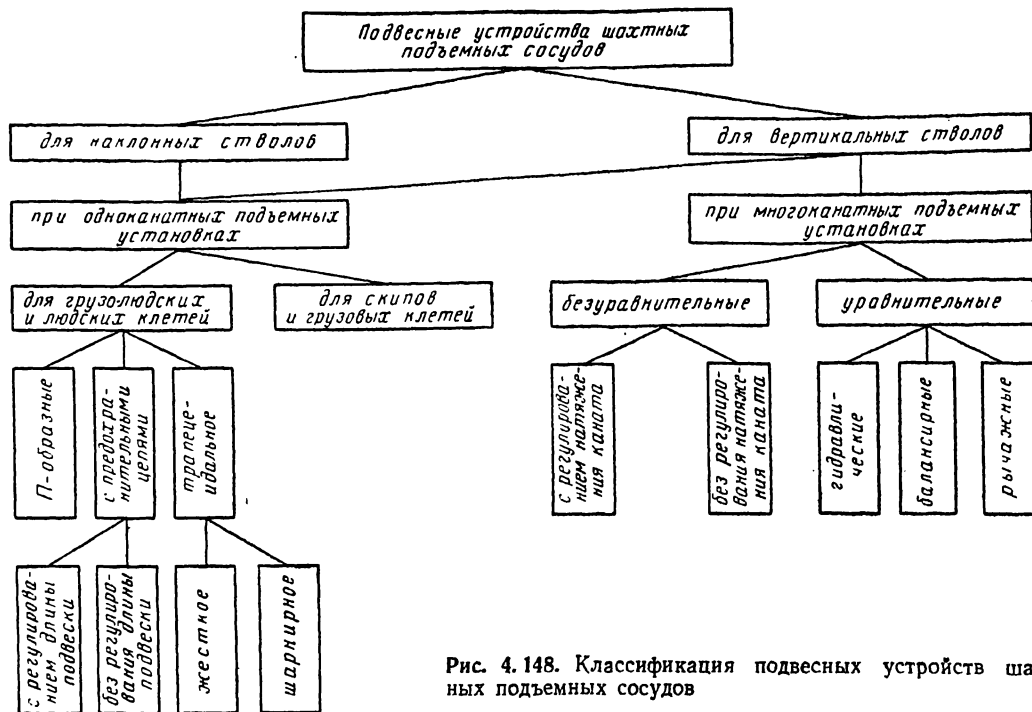 Подвесные устройства шахтных
подъемных сосудов
для наклонных стволов
для вертикальных стволов
при одноканатных подъемных
установках
при многоканатных подъемных
установках
для грузо-людских
и людских клетей
для скипов
и грузовых клетей
безуравнительные
уравнительные
П-образные
с предохра-
нительными
цепями
трапеце-
идальное
с регулирова-
нием натяже-
ния каната
без регулиро-
вания натяже-
ния каната
гидравли-
ческие
балансирные
рычажные
с регулирова-
нием длины
подвески
без регулиро-
вания длины
подвески
жесткое
шарнирное
Рис. 4.148. Классификация подвесных устройств ша
ных подъемных сосудов